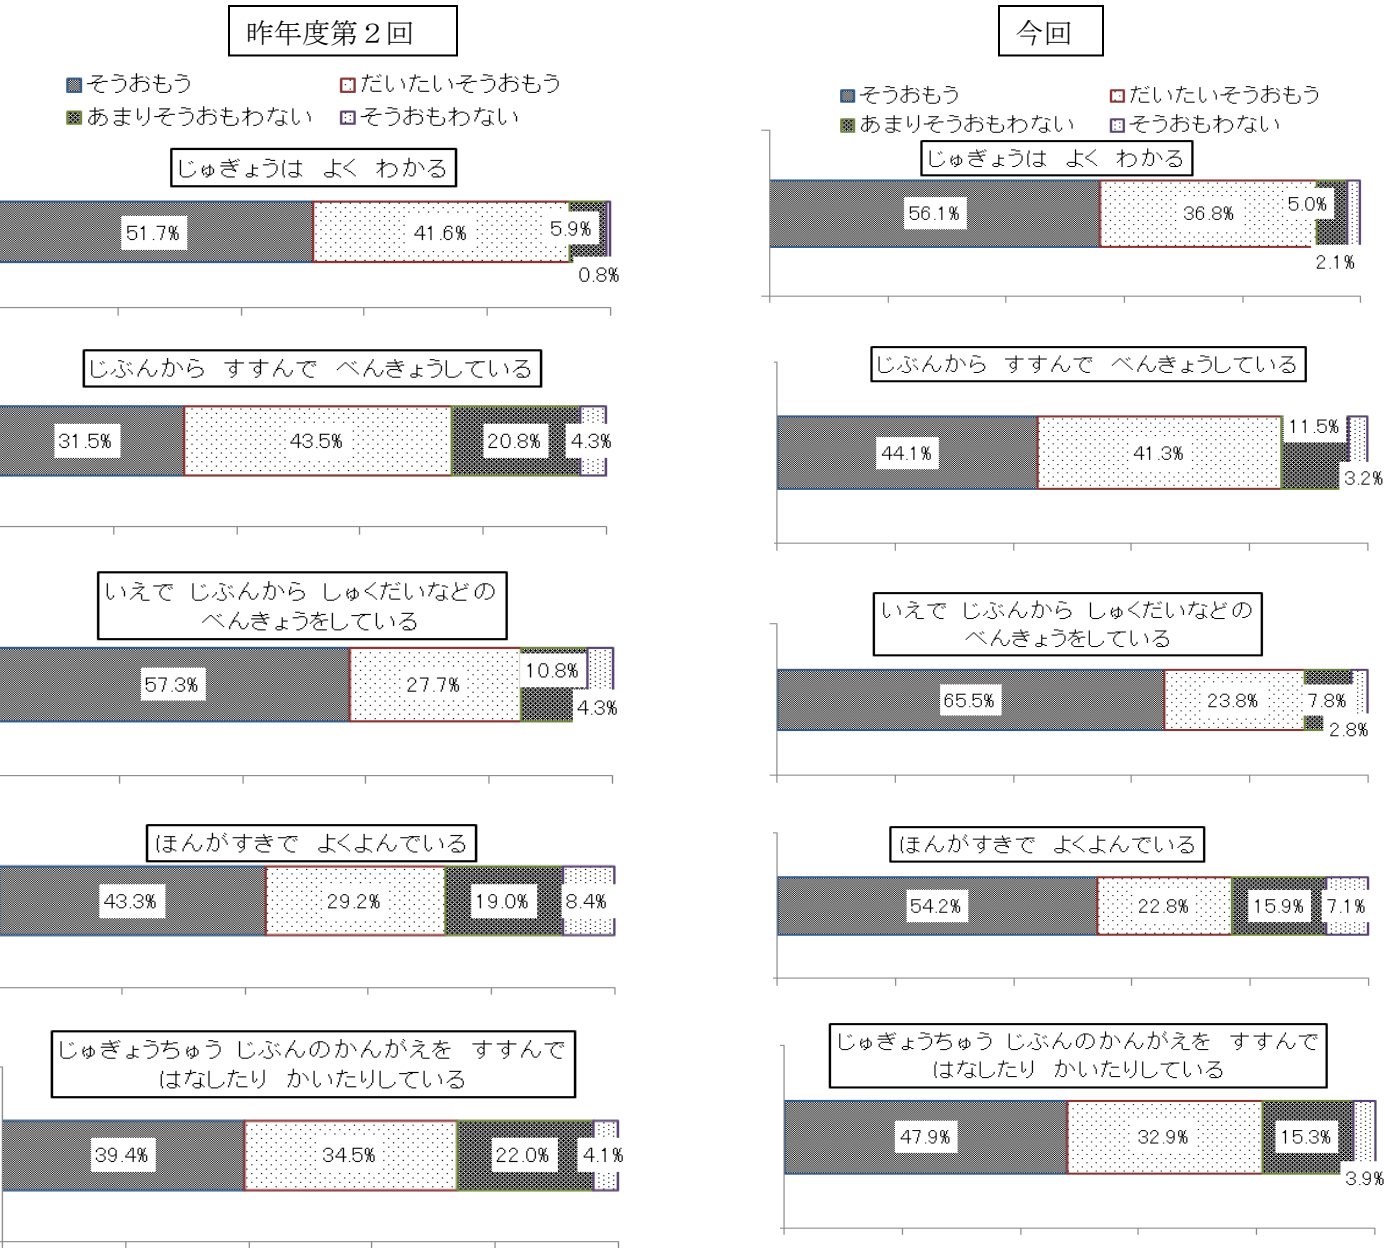 昨年度第２回
そうおもう
だいたいそうおもう
あまりそうおもわない
そうおもわない
じゅぎょうは　よく　わかる
51.7%
41.6%
5.9%
0.8%
じぶんから　すすんで　べんきょうしている
31.5%
43.5%
20.8%
4.3%
いえで じぶんから しゅくだいなどの
べんきょうをしている
57.3%
27.7%
10.8%
4.3%
ほんがすきで　よくよんでいる
43.3%
29.2%
19.0%
8.4%
じゅぎょうちゅう じぶんのかんがえを　すすんで
はなしたり　かいたりしている
39.4%
34.5%
22.0%
4.1%
今回
そうおもう
だいたいそうおもう
あまりそうおもわない
そうおもわない
じゅぎょうは　よく　わかる
56.1%
36.8%
5.0%
2.1%
じぶんから　すすんで　べんきょうしている
44.1%
41.3%
11.5%
3.2%
いえで じぶんから しゅくだいなどの
べんきょうをしている
65.5%
23.8%
7.8%
2.8%
ほんがすきで　よくよんでいる
54.2%
22.8%
15.9%
7.1%
じゅぎょうちゅう じぶんのかんがえを　すすんで
はなしたり　かいたりしている
47.9%
32.9%
15.3%
3.9%